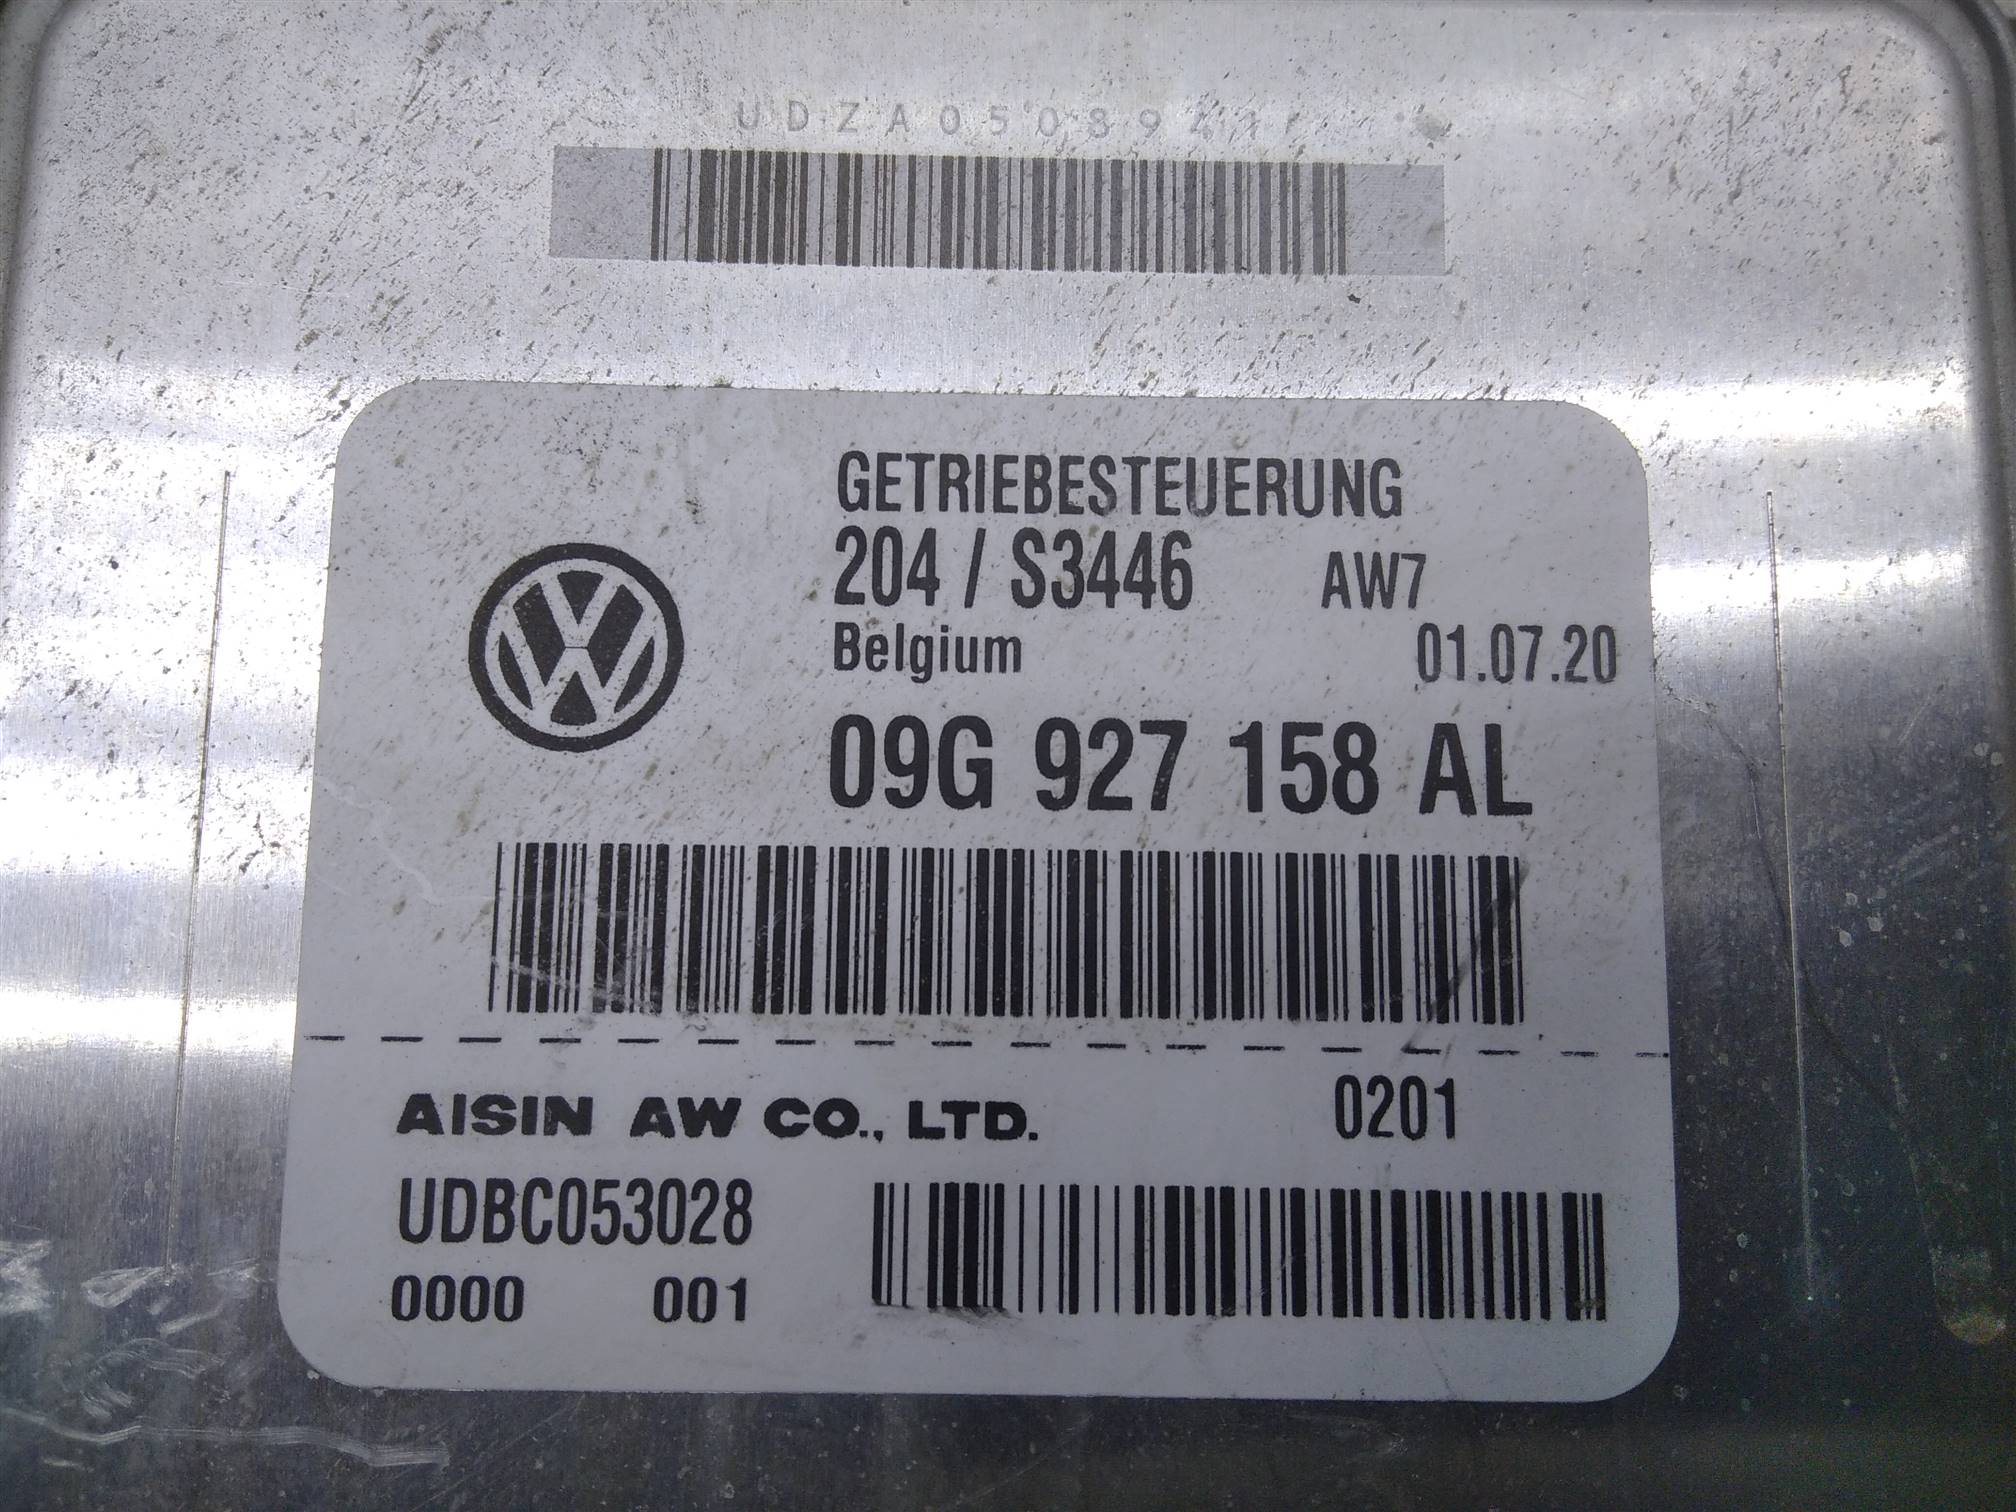 GETRIEBESTEUERUNG
204 / S3446 AW7
Belgium 01.07.20
09G 927 158 AL
AISIN AW CO., LTD. 0201
UDBC053028
0000 001